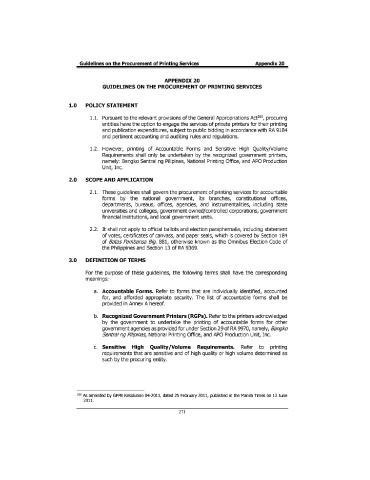 Guidelines on the Procurement of Printing Services Appendix 20
APPENDIX 20
GUIDELINES ON THE PROCUREMENT OF PRINTING SERVICES
1.0 POLICY STATEMENT
1.1. Pursuant to the relevant provisions of the General Appropriations Act, procuring
entities have the option to engage the services of private printers for their printing
and publication expenditures, subject to public bidding in accordance with RA 9184
and pertinent accounting and auditing rules and regulations.
1.2. However, printing of Accountable Forms and Sensitive High Quality/Volume
Requirements shall only be undertaken by the recognized government printers,
namely: Bangko Sentral ng Pilipinas, National Printing Office, and APO Production
Unit, Inc.
2.0 SCOPE AND APPLICATION
2.1. These guidelines shall govern the procurement of printing services for accountable
forms by the national government, its branches, constitutional offices,
departments, bureaus, offices, agencies, and instrumentalities, including state
universities and colleges, government owned/controlled corporations, government
financial institutions, and local government units.
2.2. It shall not apply to official ballots and election paraphernalia, including statement
of votes, certificates of canvass, and paper seals, which is covered by Section 184
of Batas Pambansa Blg. 881, otherwise known as the Omnibus Election Code of
the Philippines and Section 13 of RA 9369.
3.0 DEFINITION OF TERMS
For the purpose of these guidelines, the following terms shall have the corresponding
meanings:
a. Accountable Forms. Refer to forms that are individually identified, accounted
for, and afforded appropriate security. The list of accountable forms shall be
provided in Annex A hereof.
b. Recognized Government Printers (RGPs). Refer to the printers acknowledged
by the government to undertake the printing of accountable forms for other
government agencies as provided for under Section 29 of RA 9970, namely, Bangko
Sentral ng Pilipinas, National Printing Office, and APO Production Unit, Inc.
c. Sensitive High Quality/Volume Requirements. Refer to printing
requirements that are sensitive and of high quality or high volume determined as
such by the procuring entity.
As amended by GPPB Resolution 04-2011, dated 25 February 2011, published in the Manila Times on 13 June
2011.
271